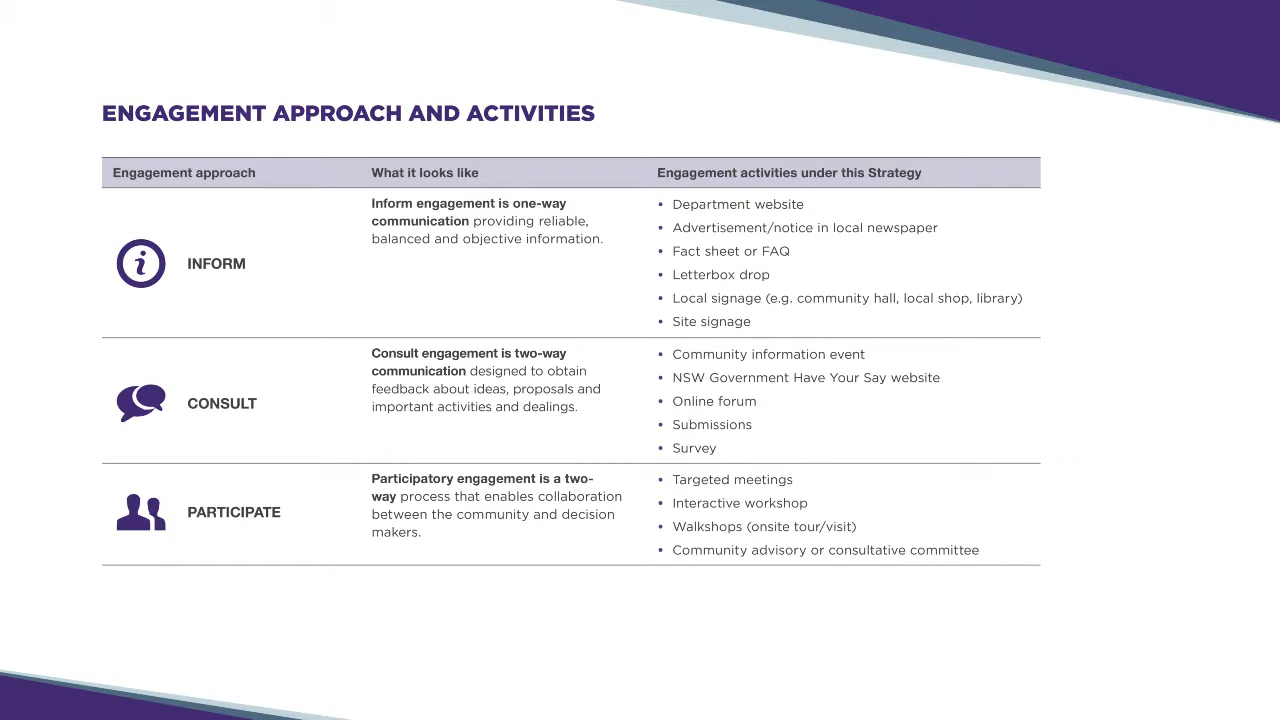 ENGAGEMENT APPROACH AND ACTIVITIES
Engagement approach
What it looks like
Engagement activities under this Strategy
INFORM
Inform engagement is one-way
communication providing reliable,
balanced and objective information.
• Department website
• Advertisement/notice in local newspaper
• Fact sheet or FAQ
• Letterbox drop
• Local signage (e.g. community hall, local shop, library)
• Site signage
CONSULT
Consult engagement is two-way
communication designed to obtain
feedback about ideas, proposals and
important activities and dealings.
• Community information event
• NSW Government Have Your Say website
• Online forum
• Submissions
• Survey
PARTICIPATE
Participatory engagement is a two-
way process that enables collaboration
between the community and decision
makers.
• Targeted meetings
• Interactive workshop
• Walkshops (onsite tour/visit)
• Community advisory or consultative committee